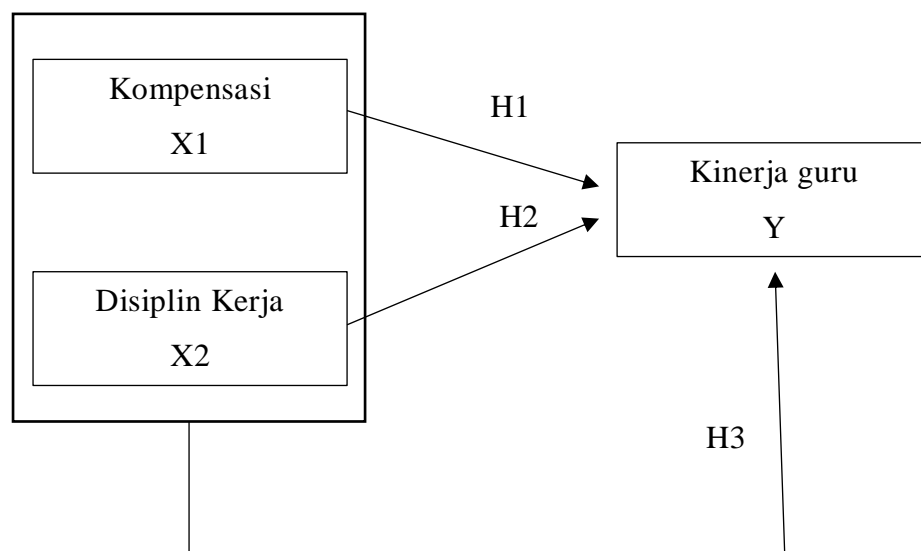 Kompensasi
X1
H1
Kinerja guru
Y
H2
Disiplin Kerja
X2
H3